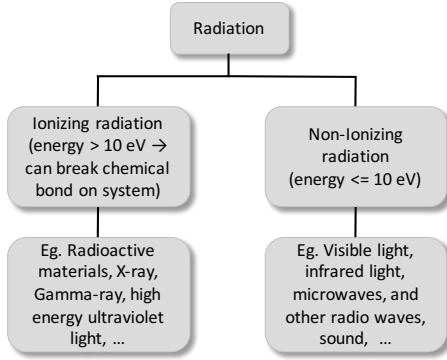 Radiation
Ionizing radiation
(energy > 10 eV →
can break chemical
bond on system)
Non-Ionizing
radiation
(energy <= 10 eV)
Eg. Radioactive
materials, X-ray,
Gamma-ray, high
energy ultraviolet
light, ...
Eg. Visible light,
infrared light,
microwaves, and
other radio waves,
sound,  ...